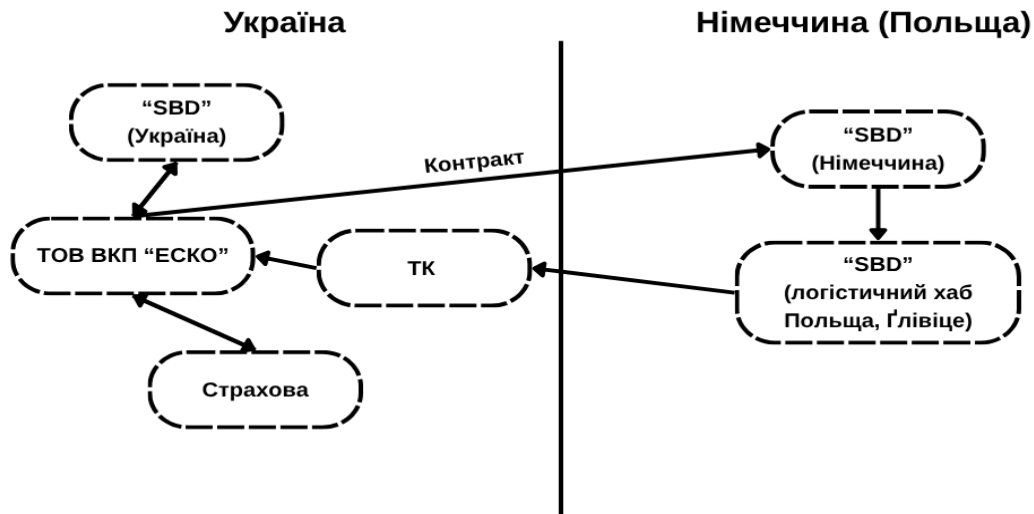 Україна
Німеччина (Польща)
“SBD”
(Україна)
Контракт
“SBD”
(Німеччина)
ТОВ ВКП “ЕСКО”
ТК
“SBD”
(логістичний хаб
Польща, Ґлівіце)
Страхова